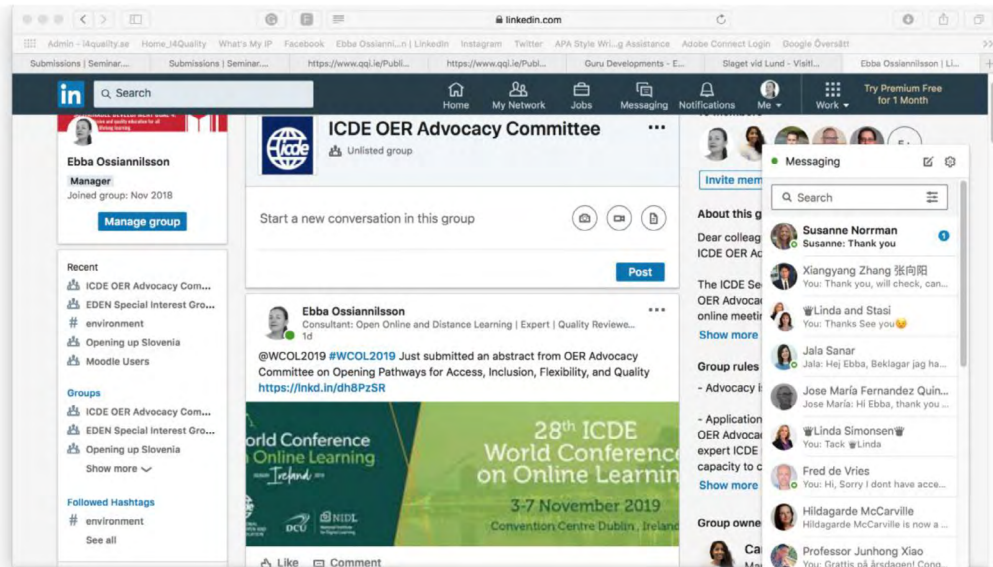 linkedin.com
Admin - i4quality.se Home_I4Quality What's My IP Facebook Ebba Ossianni...n | LinkedIn Instagram Twitter APA Style Wri...g Assistance Adobe Connect Login Google Översätt
Submissions | Seminar.... Submissions | Seminar.... https://www.qqi.ie/Publi... https://www.qqi.ie/Publ... Guru Developments - E... Slaget vid Lund - Visitl... Ebba Ossiannilsson | Li...
in Search Home My Network Jobs Messaging Notifications Me Work Try Premium Free
for 1 Month
Ebba Ossiannilsson
Manager
Joined group: Nov 2018
Manage group
Recent
ICDE OER Advocacy Com...
EDEN Special Interest Gro...
# environment
Opening up Slovenia
Moodle Users
Groups
ICDE OER Advocacy Com...
EDEN Special Interest Gro...
Opening up Slovenia
Show more
Followed Hashtags
# environment
See all
icde
ICDE OER Advocacy Committee
Unlisted group
Start a new conversation in this group
Post
Ebba Ossiannilsson
Consultant: Open Online and Distance Learning | Expert | Quality Reviewe...
1d
@WCOL2019 #WCOL2019 Just submitted an abstract from OER Advocacy
Committee on Opening Pathways for Access, Inclusion, Flexibility, and Quality
https://lnkd.in/dh8PzSR
orld Conference
Online Learning
Ireland
DCU NIDL
28th ICDE
World Conference
on Online Learnin
3-7 November 2019
Convention Centre Dublin, Ireland
Like Comment
Invite mem
About this g
Dear colleag
ICDE OER Ad
The ICDE Se
OER Advoca
online meetin
Show more
Group rules
- Advocacy i
- Application
OER Advoca
expert ICDE
capacity to c
Show more
Group owne
Ca
Messaging
Search
Susanne Norrman 1
Susanne: Thank you
Xiangyang Zhang 张向阳
You: Thank you, will check, can...
Linda and Stasi
You: Thanks See you😉
Jala Sanar
Jala: Hej Ebba, Beklagar jag ha...
Jose María Fernandez Quin...
Jose María: Hi Ebba, thank you ...
♛Linda Simonsen♛
You: Tack ♛Linda
Fred de Vries
You: Hi, Sorry I dont have acce...
Hildagarde McCarville
Hildagarde McCarville is now a ...
Professor Junhong Xiao
You: Grattis på årsdagen! Cong...